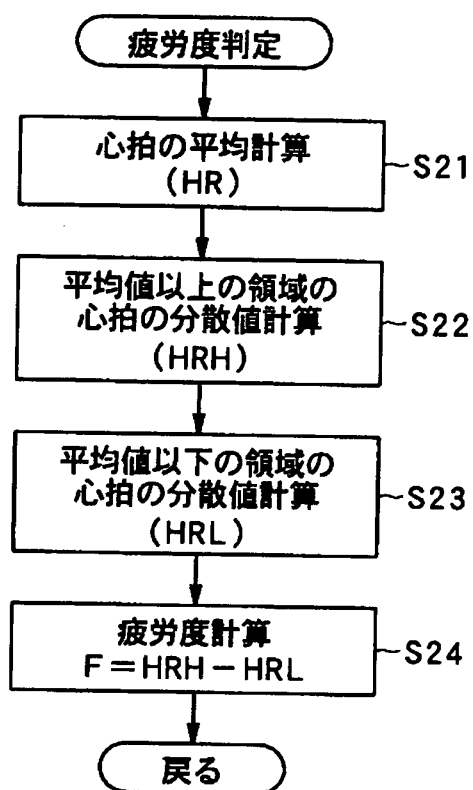 疲労度判定
心拍の平均計算
(HR)
S21
平均値以上の領域の
心拍の分散値計算
(HRH)
S22
平均値以下の領域の
心拍の分散値計算
(HRL)
S23
疲労度計算
F=HRH-HRL
S24
戻る